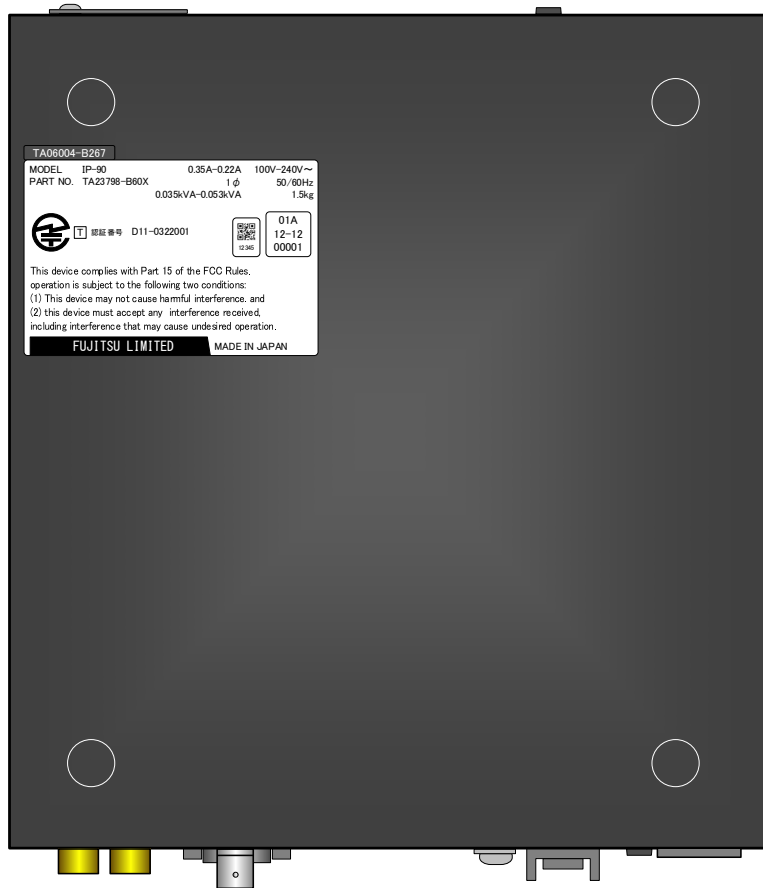 TA06004-B267
MODEL IP-90 0.35A-0.22A 100V-240V～
PART NO. TA23798-B60X 1φ 50/60Hz
0.035kVA-0.053kVA 1.5kg
T 認証番号 D11-0322001
12345
01A
12-12
00001
This device complies with Part 15 of the FCC Rules,
operation is subject to the following two conditions:
(1) This device may not cause harmful interference. and
(2) this device must accept any interference received,
including interference that may cause undesired operation.
FUJITSU LIMITED MADE IN JAPAN